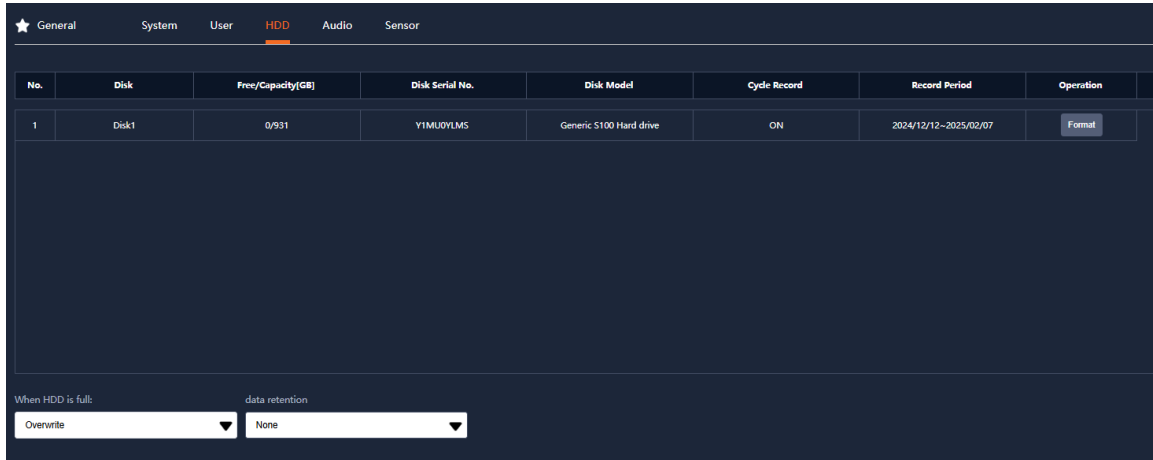 General System User HDD Audio Sensor
No. Disk Free/Capacity[GB] Disk Serial No. Disk Model Cycle Record Record Period Operation
1 Disk1 0/931 Y1MU0YLMS Generic S100 Hard drive ON 2024/12/12~2025/02/07 Format
When HDD is full: data retention
Overwrite None